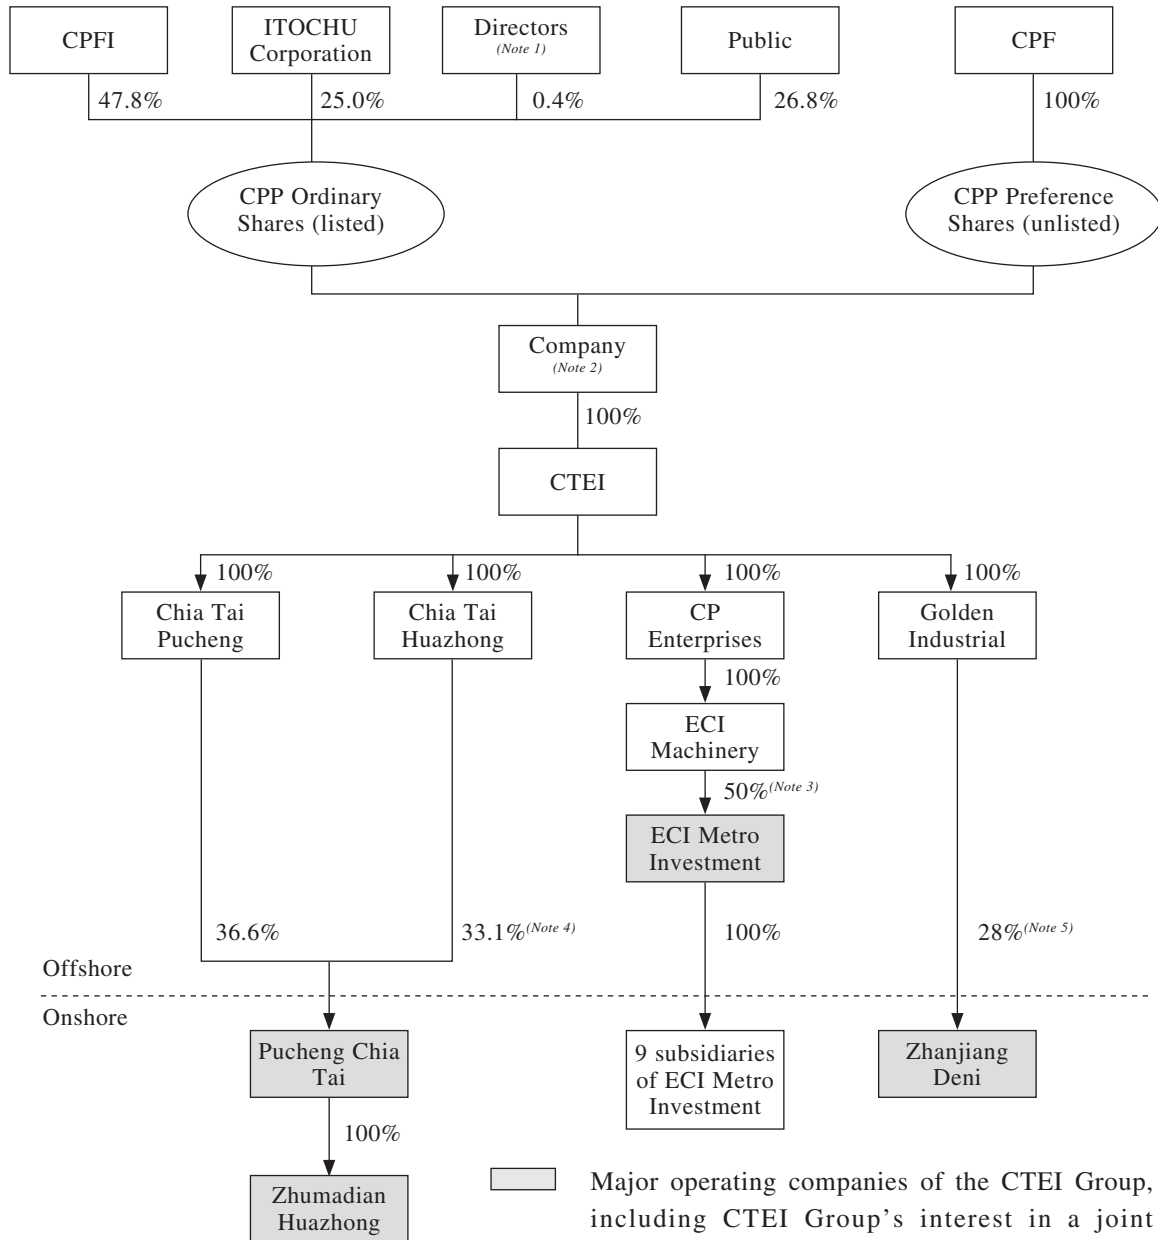 CPFI
ITOCHU
Corporation
Directors
(Note 1)
Public
CPF
47.8%
25.0%
0.4%
26.8%
100%
CPP Ordinary
Shares (listed)
CPP Preference
Shares (unlisted)
Company
(Note 2)
100%
CTEI
100%
100%
100%
100%
Chia Tai
Pucheng
Chia Tai
Huazhong
CP
Enterprises
Golden
Industrial
100%
ECI
Machinery
50%(Note 3)
ECI Metro
Investment
36.6%
33.1%(Note 4)
100%
28%(Note 5)
Offshore
Onshore
Pucheng Chia
Tai
9 subsidiaries
of ECI Metro
Investment
Zhanjiang
Deni
100%
Zhumadian
Huazhong
Major operating companies of the CTEI Group,
including CTEI Group's interest in a joint